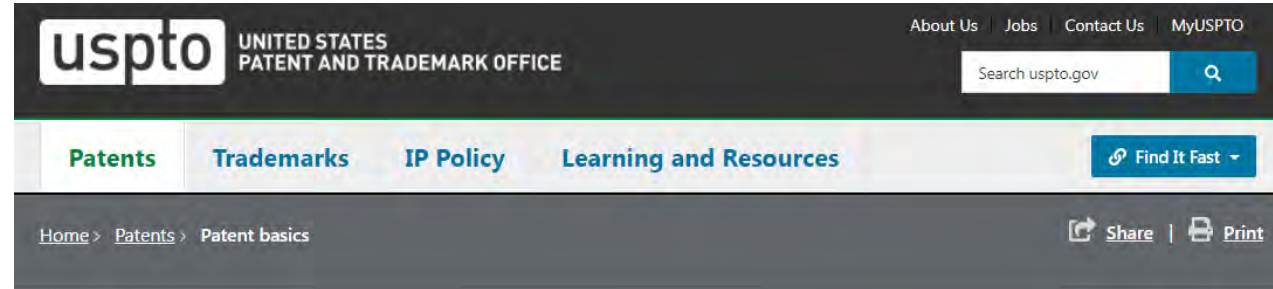 uspto UNITED STATES
PATENT AND TRADEMARK OFFICE
About Us Jobs Contact Us MyUSPTO
Search uspto.gov
Patents Trademarks IP Policy Learning and Resources Find It Fast
Home > Patents > Patent basics Share | Print